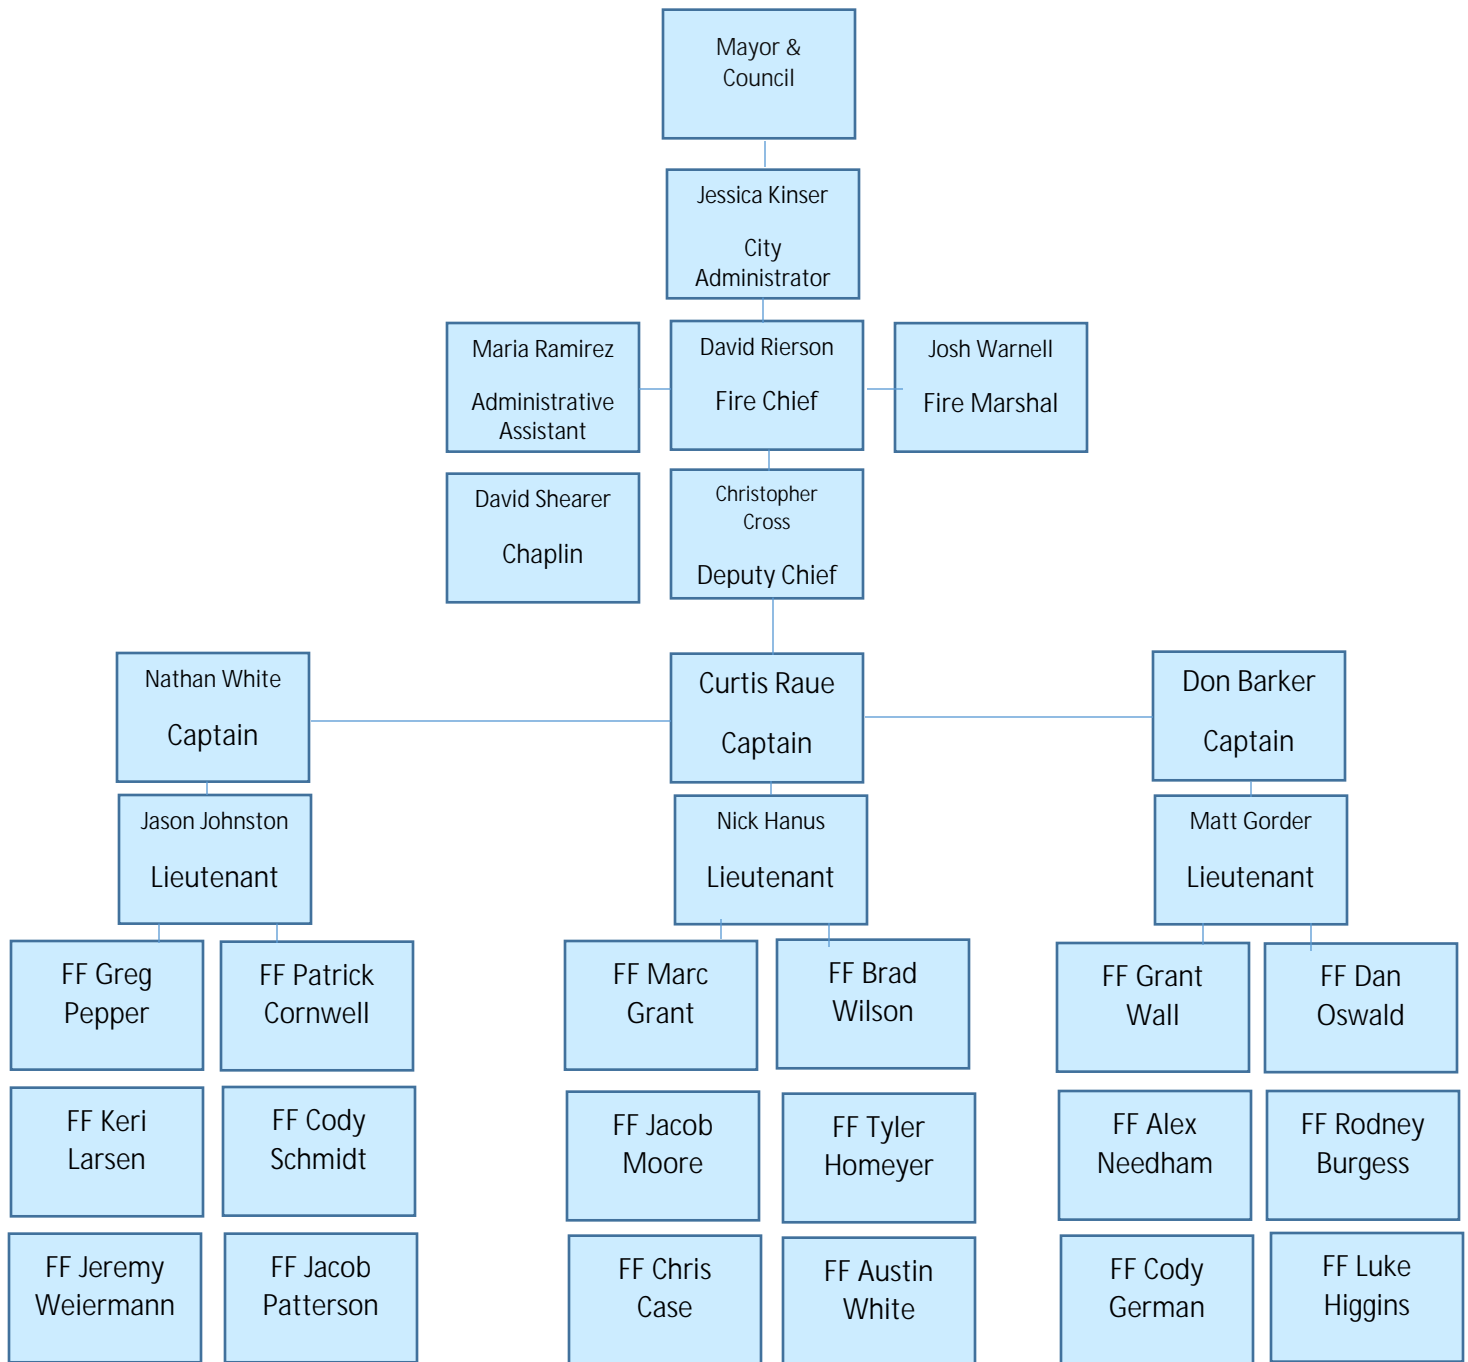 Mayor &
Council
Jessica Kinser
City
Administrator
Maria Ramirez
Administrative
Assistant
David Rierson
Fire Chief
Josh Warnell
Fire Marshal
David Shearer
Chaplin
Christopher
Cross
Deputy Chief
Nathan White
Captain
Curtis Raue
Captain
Don Barker
Captain
Jason Johnston
Lieutenant
Nick Hanus
Lieutenant
Matt Gorder
Lieutenant
FF Greg
Pepper
FF Patrick
Cornwell
FF Marc
Grant
FF Brad
Wilson
FF Grant
Wall
FF Dan
Oswald
FF Keri
Larsen
FF Cody
Schmidt
FF Jacob
Moore
FF Tyler
Homeyer
FF Alex
Needham
FF Rodney
Burgess
FF Jeremy
Weiermann
FF Jacob
Patterson
FF Chris
Case
FF Austin
White
FF Cody
German
FF Luke
Higgins